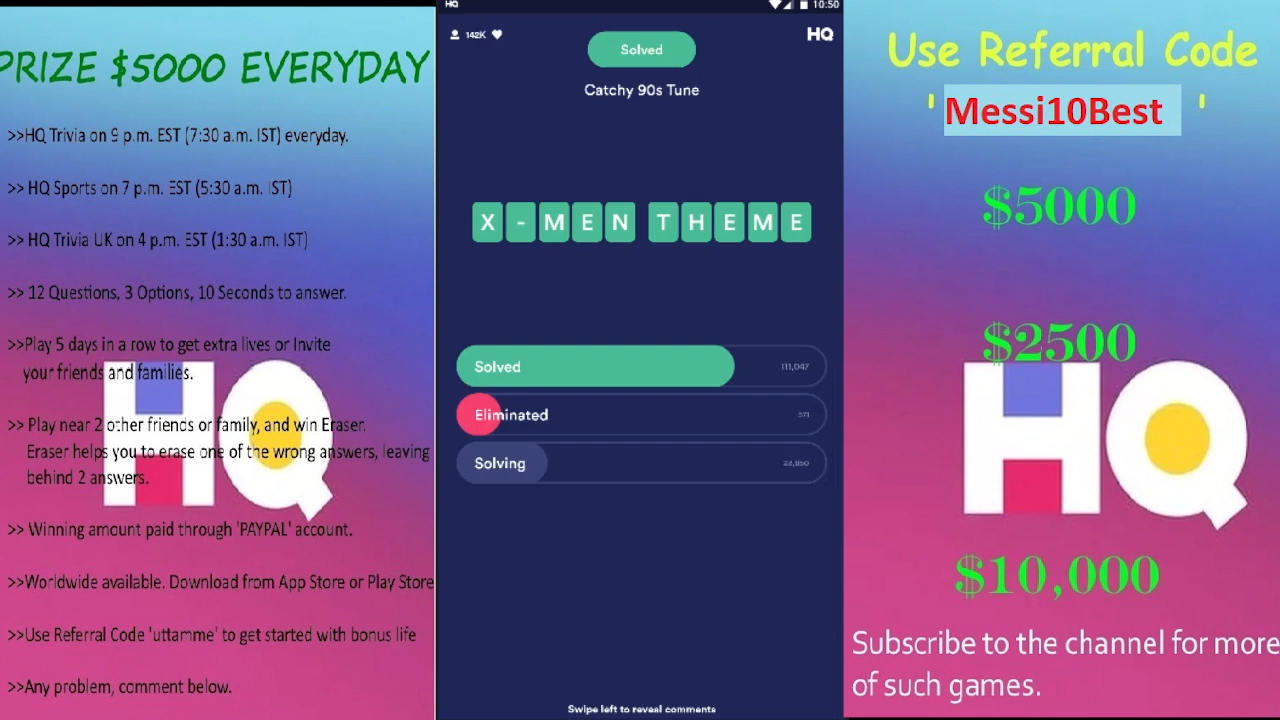 PRIZE $5000 EVERYDAY
>>HQ Trivia on 9 p.m. EST (7:30 a.m. IST) everyday.
>> HQ Sports on 7 p.m. EST (5:30 a.m. IST)
>> HQ Trivia UK on 4 p.m. EST (1:30 a.m. IST)
>> 12 Questions, 3 Options, 10 Seconds to answer.
>>Play 5 days in a row to get extra lives or Invite
your friends and families.
>> Play near 2 other friends or family, and win Eraser.
Eraser helps you to erase one of the wrong answers, leaving
behind 2 answers.
>> Winning amount paid through 'PAYPAL' account.
>>Worldwide available. Download from App Store or Play Store
>>Use Referral Code 'uttamme' to get started with bonus life
>>Any problem, comment below.
HQ
HQ
10:50
142K
HQ
Solved
Catchy 90s Tune
X-MEN THEME
Solved 111,047
Eliminated 571
Solving
Swipe left to reveal comments
Use Referral Code
' Messi10Best '
$5000
$2500
HQ
$10,000
Subscribe to the channel for more
of such games.